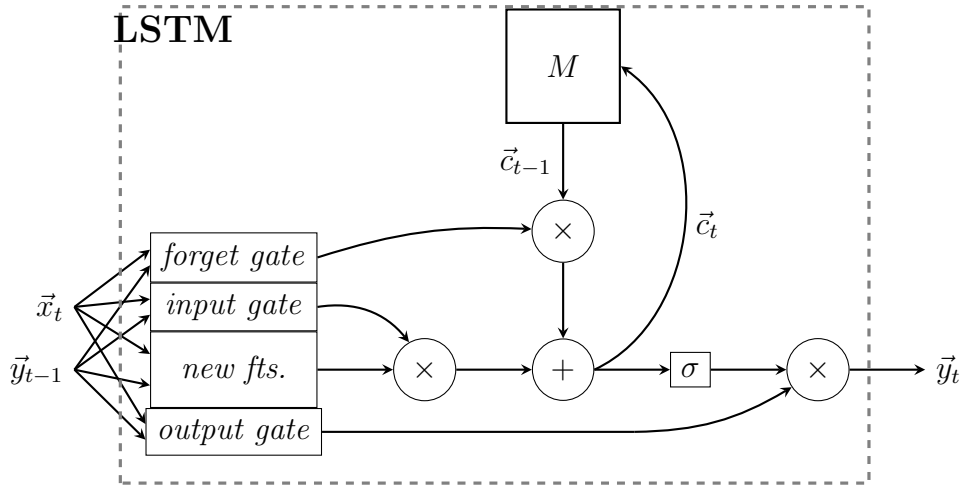 LSTM
M
c⃗ₜ₋₁
×
c⃗ₜ
forget gate
x⃗ₜ
input gate
y⃗ₜ₋₁
new fts.
×
+
σ
×
y⃗ₜ
output gate